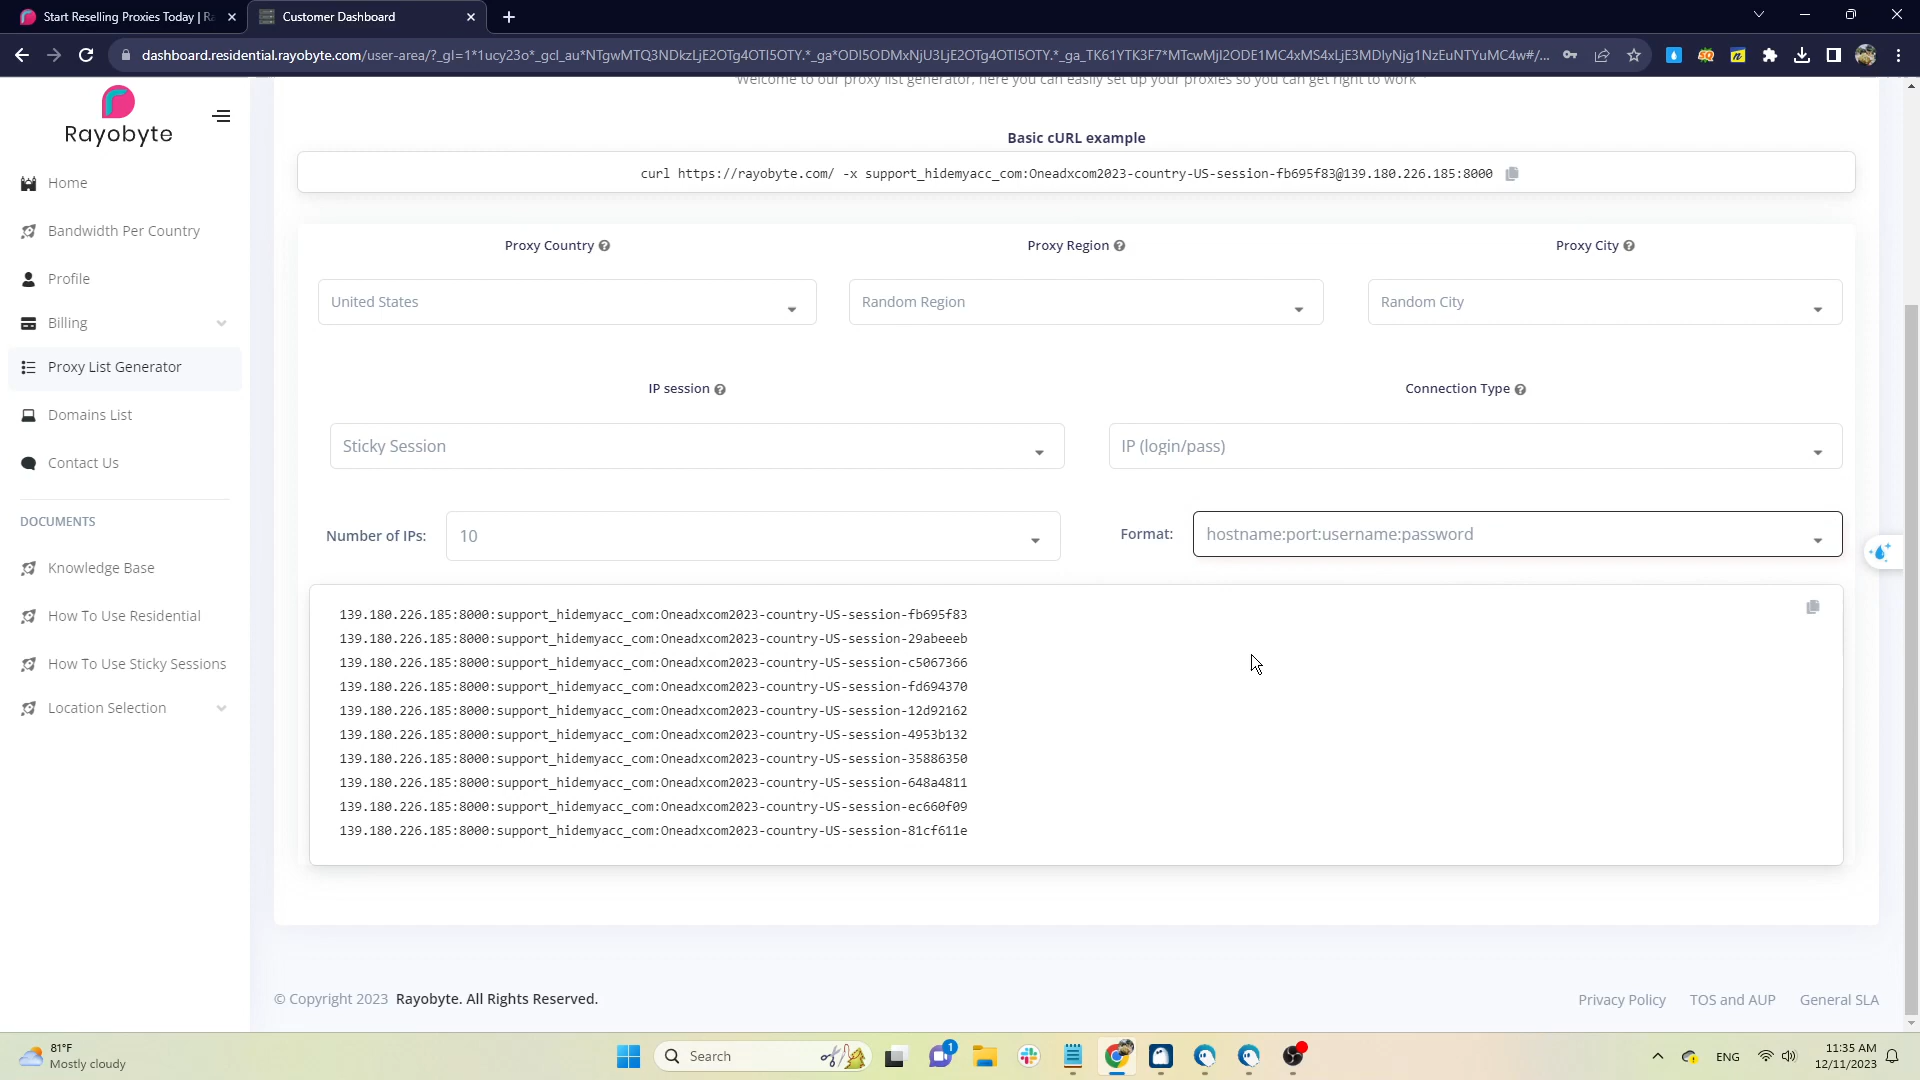 Start Reselling Proxies Today | Ra
Customer Dashboard
dashboard.residential.rayobyte.com/user-area/?_gl=1*1ucy23o*_gcl_au*NTgwMTQ3NDkzLjE2OTg4OTI5OTY.*_ga*ODI5ODMxNjU3LjE2OTg4OTI5OTY.*_ga_TK61YTK3F7*MTcwMjI2ODE1MC4xMS4xLjE3MDIyNjg1NzEuNTYuMC4w#/...
Rayobyte
Home
Bandwidth Per Country
Profile
Billing
Proxy List Generator
Domains List
Contact Us
DOCUMENTS
Knowledge Base
How To Use Residential
How To Use Sticky Sessions
Location Selection
Welcome to our proxy list generator, here you can easily set up your proxies so you can get right to work
Basic cURL example
curl https://rayobyte.com/ -x support_hidemyacc_com:Oneadxcom2023-country-US-session-fb695f83@139.180.226.185:8000
Proxy Country
Proxy Region
Proxy City
United States
Random Region
Random City
IP session
Connection Type
Sticky Session
IP (login/pass)
Number of IPs:
10
Format:
hostname:port:username:password
139.180.226.185:8000:support_hidemyacc_com:Oneadxcom2023-country-US-session-fb695f83
139.180.226.185:8000:support_hidemyacc_com:Oneadxcom2023-country-US-session-29abeeeb
139.180.226.185:8000:support_hidemyacc_com:Oneadxcom2023-country-US-session-c5067366
139.180.226.185:8000:support_hidemyacc_com:Oneadxcom2023-country-US-session-fd694370
139.180.226.185:8000:support_hidemyacc_com:Oneadxcom2023-country-US-session-12d92162
139.180.226.185:8000:support_hidemyacc_com:Oneadxcom2023-country-US-session-4953b132
139.180.226.185:8000:support_hidemyacc_com:Oneadxcom2023-country-US-session-35886350
139.180.226.185:8000:support_hidemyacc_com:Oneadxcom2023-country-US-session-648a4811
139.180.226.185:8000:support_hidemyacc_com:Oneadxcom2023-country-US-session-ec660f09
139.180.226.185:8000:support_hidemyacc_com:Oneadxcom2023-country-US-session-81cf611e
© Copyright 2023 Rayobyte. All Rights Reserved.
Privacy Policy
TOS and AUP
General SLA
81°F
Mostly cloudy
Search
1
ENG
11:35 AM
12/11/2023